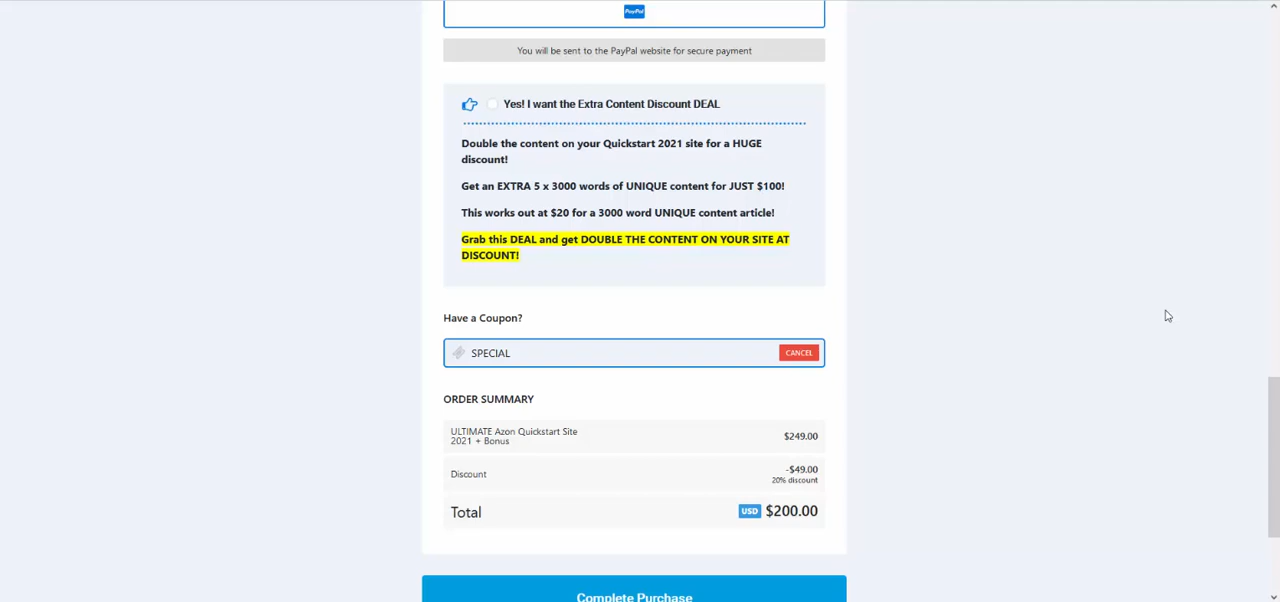 PayPal
You will be sent to the PayPal website for secure payment
Yes! I want the Extra Content Discount DEAL
Double the content on your Quickstart 2021 site for a HUGE
discount!
Get an EXTRA 5 x 3000 words of UNIQUE content for JUST $100!
This works out at $20 for a 3000 word UNIQUE content article!
Grab this DEAL and get DOUBLE THE CONTENT ON YOUR SITE AT
DISCOUNT!
Have a Coupon?
SPECIAL CANCEL
ORDER SUMMARY
ULTIMATE Azon Quickstart Site
2021 + Bonus $249.00
Discount -$49.00
20% discount
Total USD $200.00
Complete Purchase